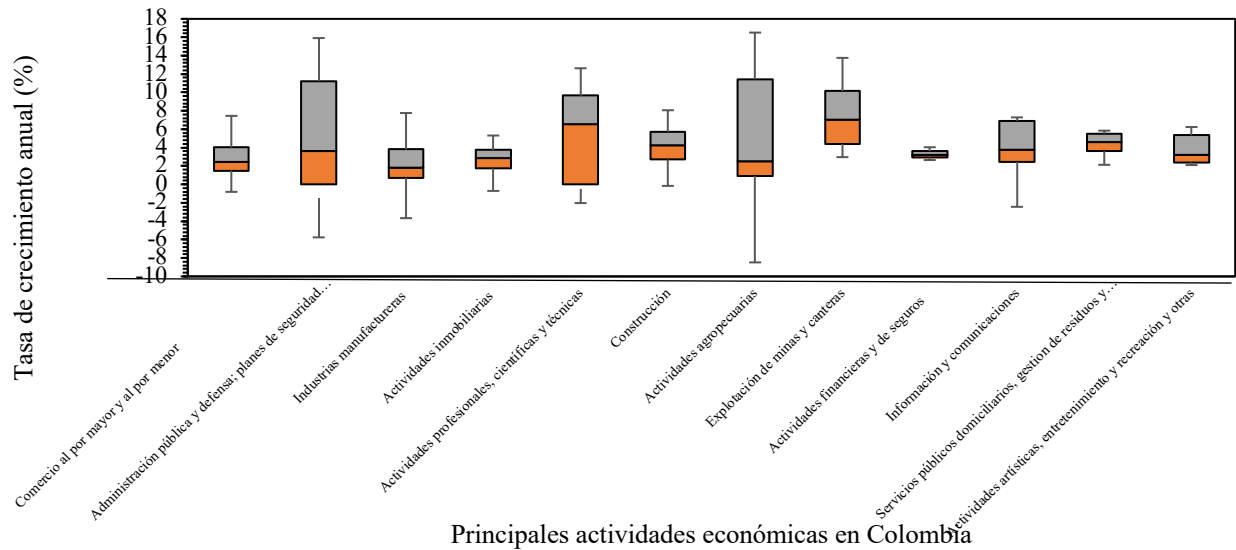 Tasa de crecimiento anual (%)
18
16
14
12
10
8
6
4
2
0
-2
-4
-6
-8
-10
Comercio al por mayor y al por menor
Administración pública y defensa; planes de seguridad…
Industrias manufactureras
Actividades inmobiliarias
Actividades profesionales, científicas y técnicas
Construcción
Actividades agropecuarias
Explotación de minas y canteras
Actividades financieras y de seguros
Información y comunicaciones
Servicios públicos domiciliarios, gestion de residuos y…
Actividades artísticas, entretenimiento y recreación y otras
Principales actividades económicas en Colombia